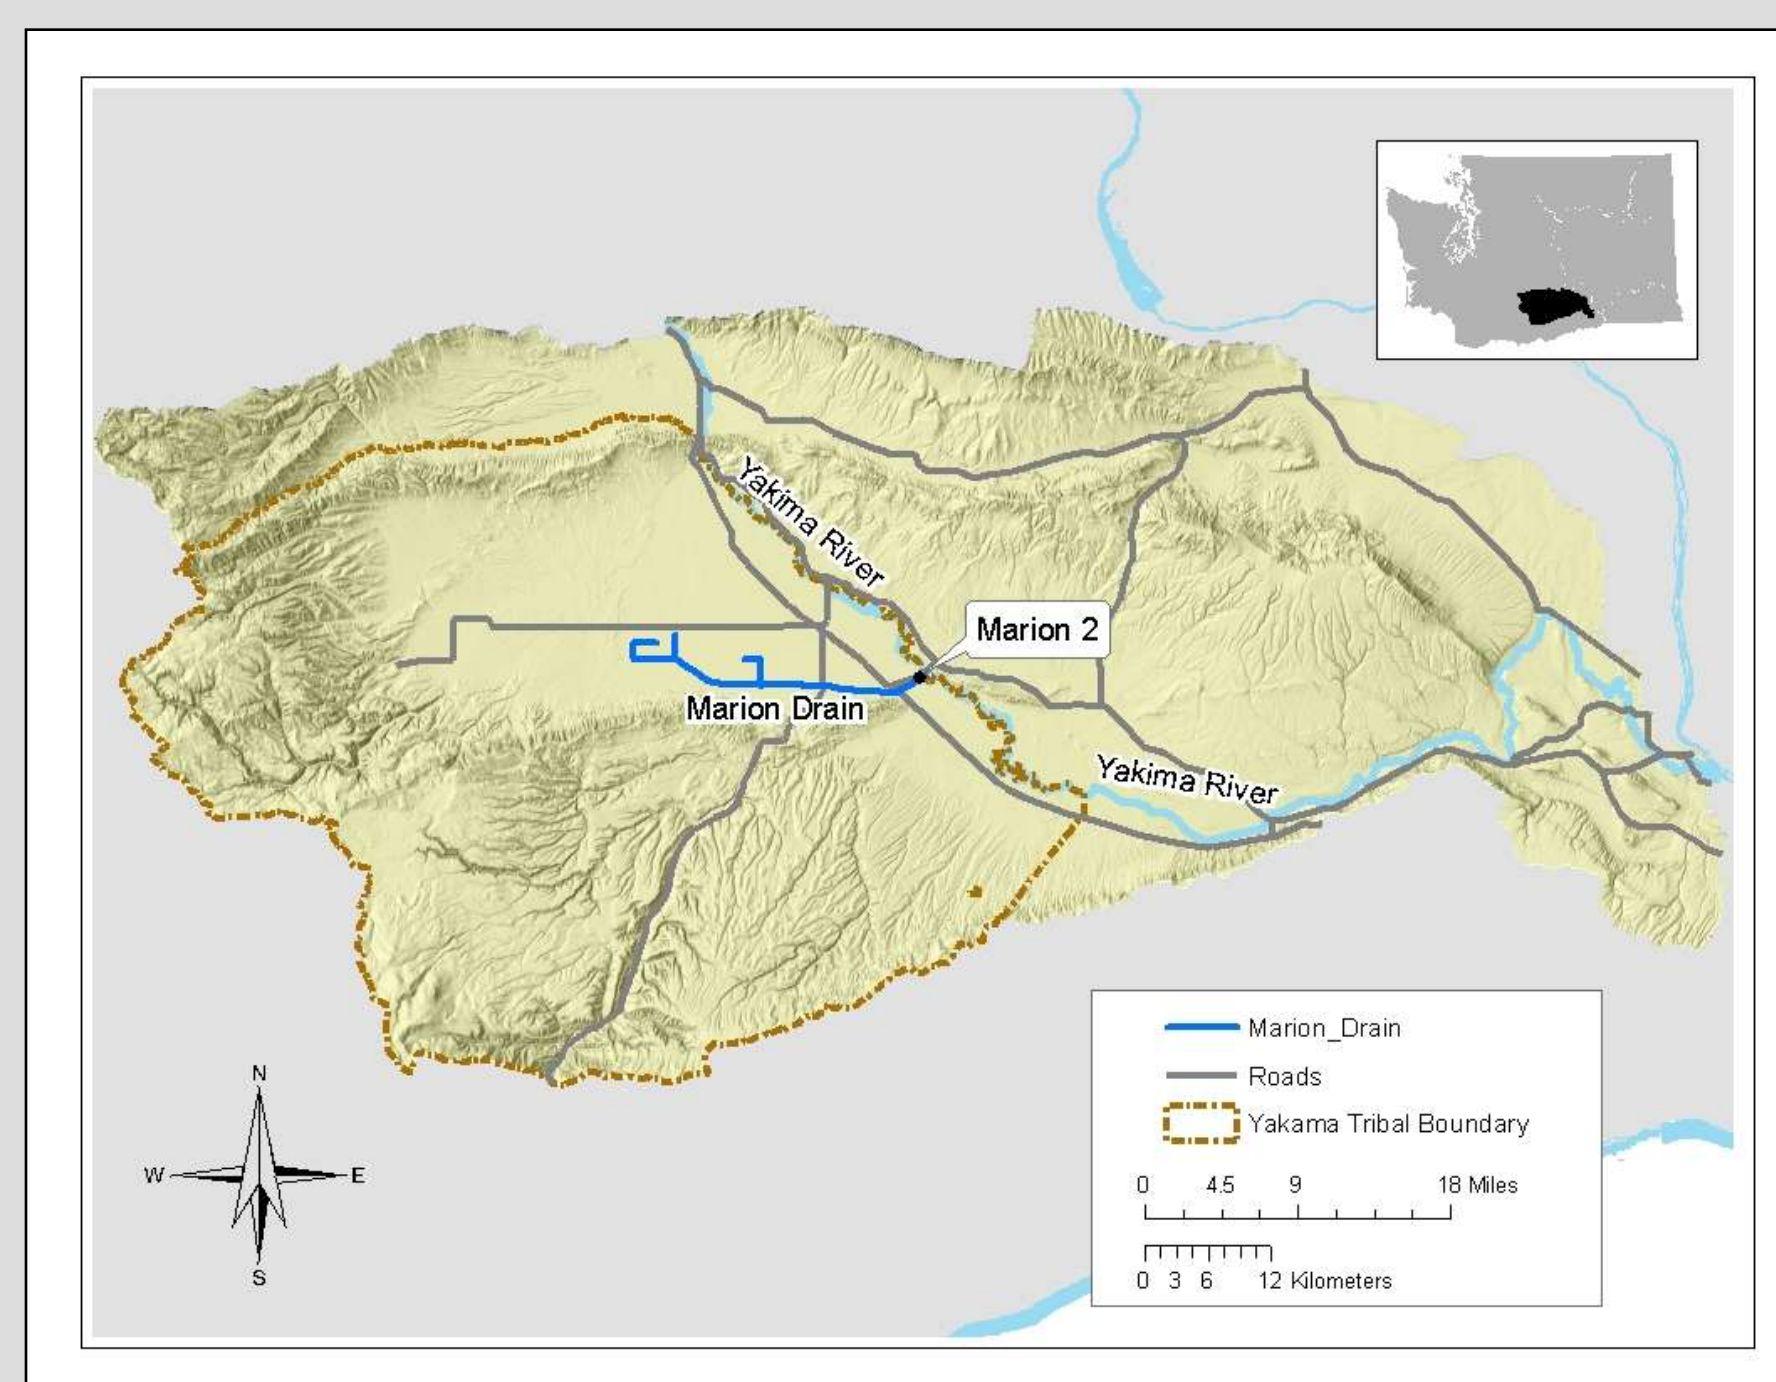 Yakima River
Marion 2
Marion Drain
Yakima River
Marion_Drain
Roads
Yakama Tribal Boundary
0 4.5 9 18 Miles
0 3 6 12 Kilometers
N
W E
S